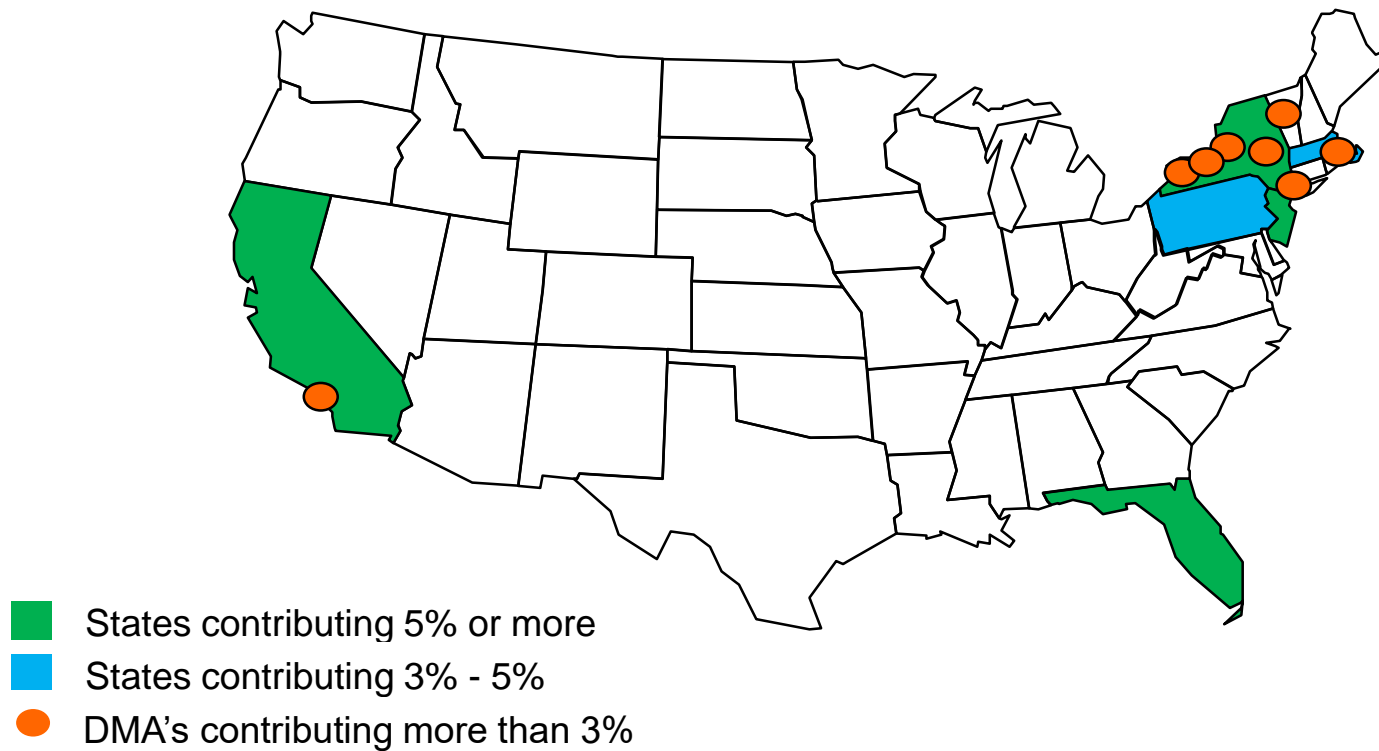 States contributing 5% or more
States contributing 3% - 5%
DMA’s contributing more than 3%